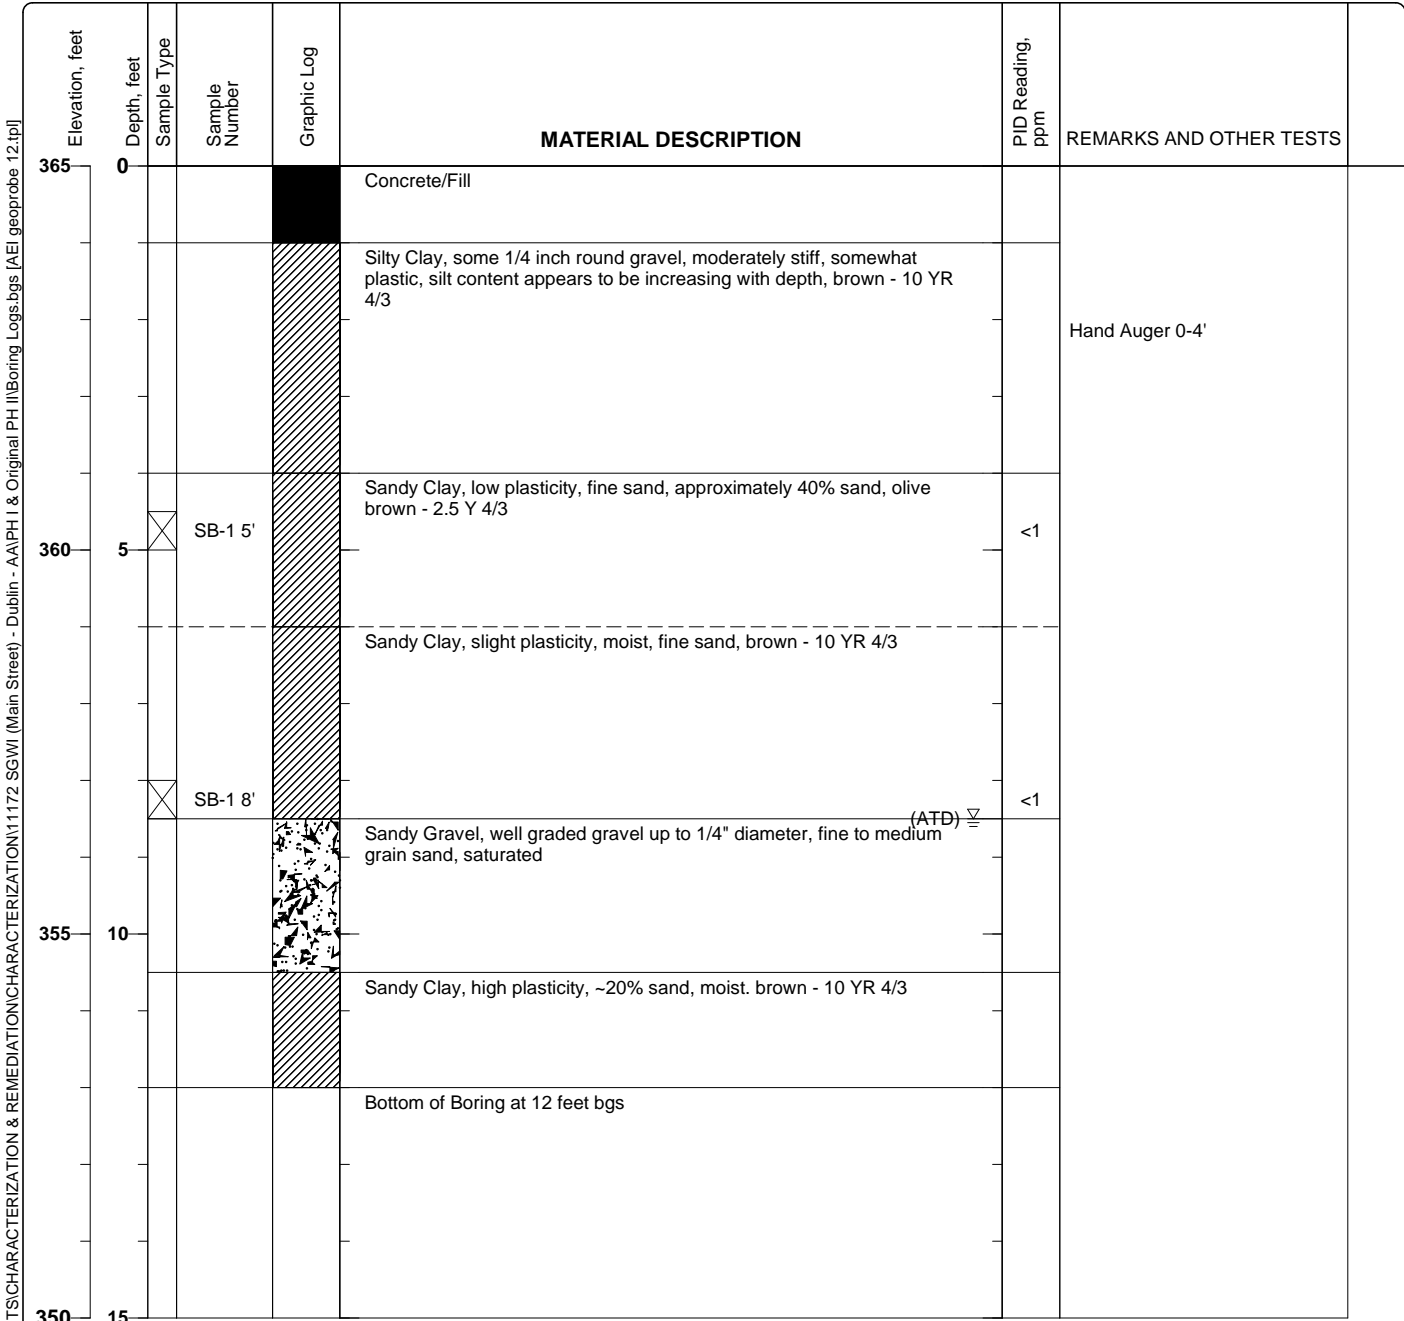 Elevation, feet
Depth, feet
Sample Type
Sample
Number
Graphic Log
MATERIAL DESCRIPTION
PID Reading,
ppm
REMARKS AND OTHER TESTS
365
0
Concrete/Fill
Silty Clay, some 1/4 inch round gravel, moderately stiff, somewhat
plastic, silt content appears to be increasing with depth, brown - 10 YR
4/3
Hand Auger 0-4'
Sandy Clay, low plasticity, fine sand, approximately 40% sand, olive
brown - 2.5 Y 4/3
SB-1 5'
<1
360
5
Sandy Clay, slight plasticity, moist, fine sand, brown - 10 YR 4/3
SB-1 8'
<1
(ATD)
Sandy Gravel, well graded gravel up to 1/4" diameter, fine to medium
grain sand, saturated
355
10
Sandy Clay, high plasticity, ~20% sand, moist. brown - 10 YR 4/3
Bottom of Boring at 12 feet bgs
350
15
TS\CHARACTERIZATION & REMEDIATION\CHARACTERIZATION\11172 SGWI (Main Street) - Dublin - AA\PH I & Original PH II\Boring Logs.bgs [AEI geoprobe 12.tpl]